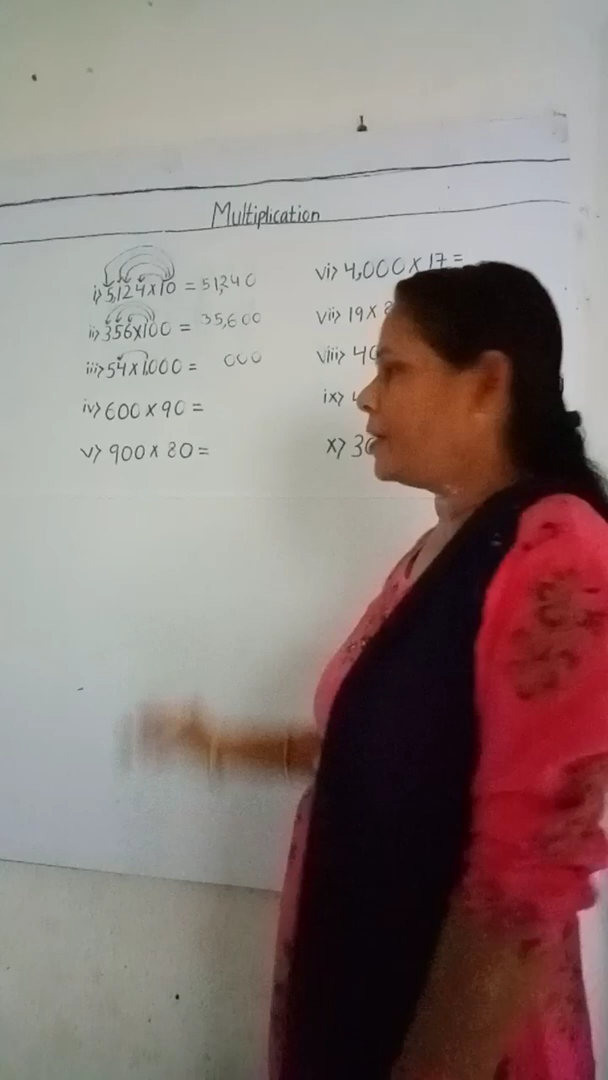 Multiplication
i) 5,124 x 10 = 51,240
ii) 356 x 100 = 35,600
iii) 54 x 1,000 = 000
iv) 600 x 90 =
v) 900 x 80 =
vi) 4,000 x 17 =
vii) 19 x
viii) 40
ix)
x) 30